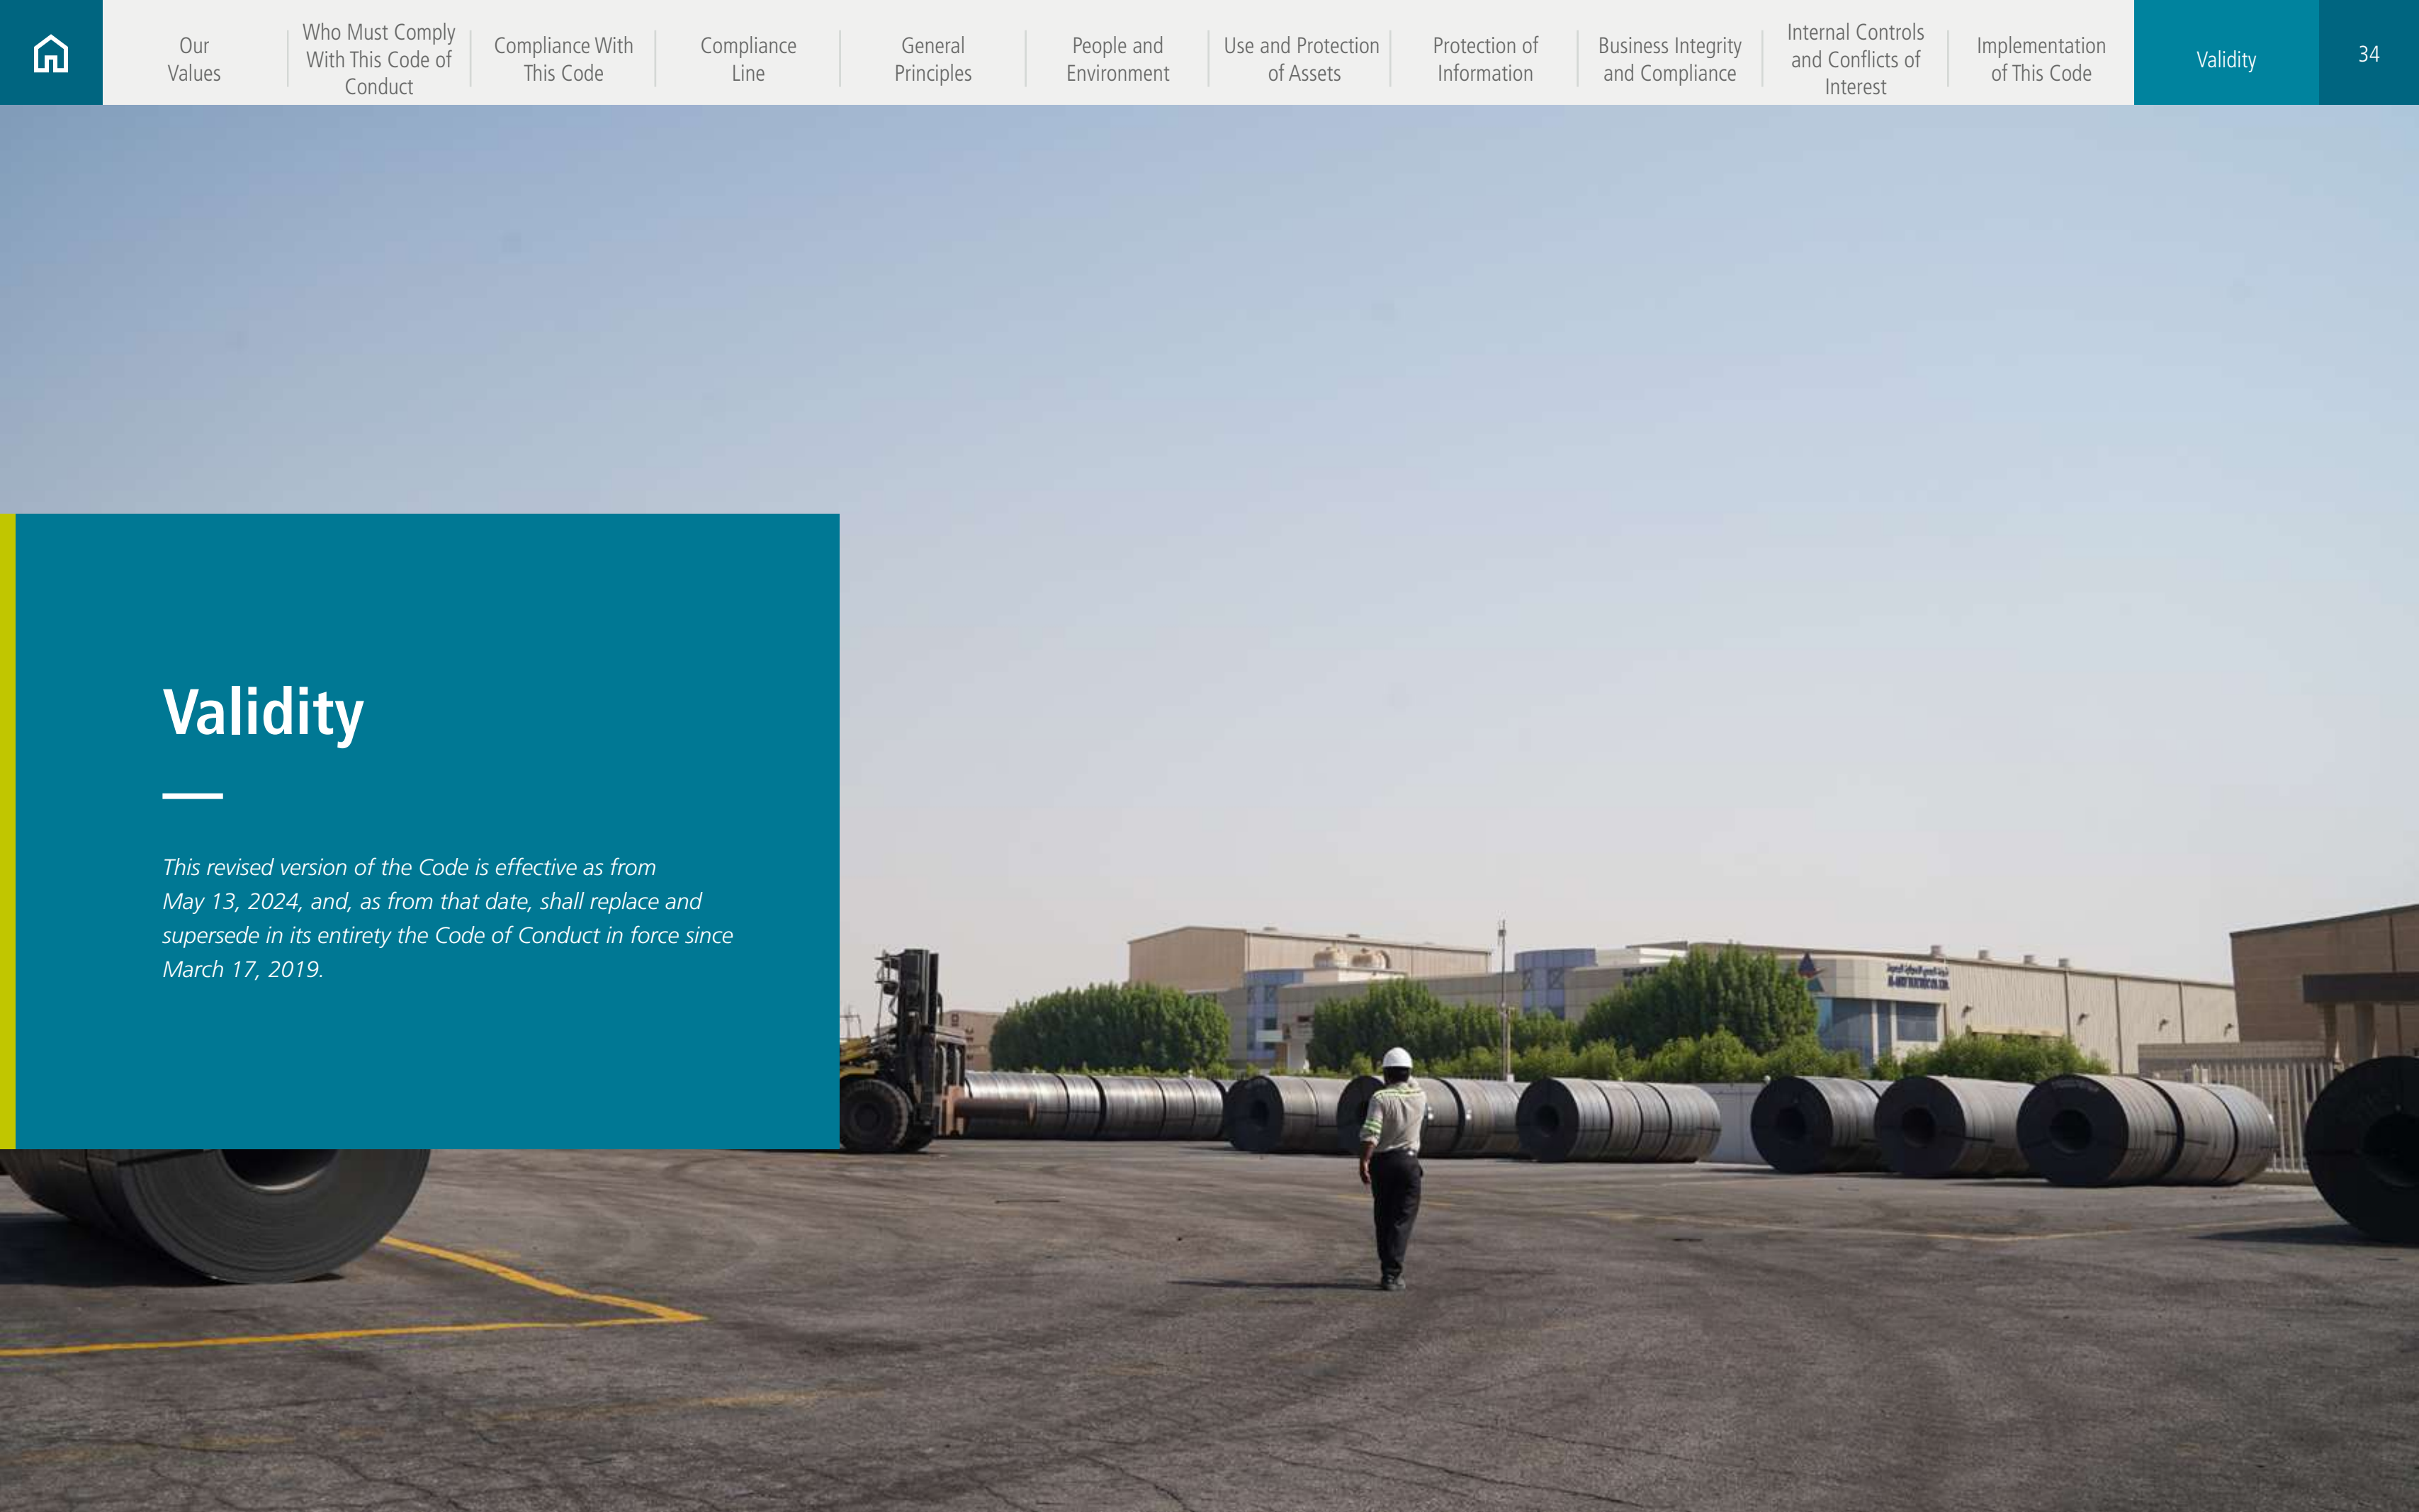 Our
Values
Who Must Comply
With This Code of
Conduct
Compliance With
This Code
Compliance
Line
General
Principles
People and
Environment
Use and Protection
of Assets
Protection of
Information
Business Integrity
and Compliance
Internal Controls
and Conflicts of
Interest
Implementation
of This Code
Validity
34
Validity
This revised version of the Code is effective as from
May 13, 2024, and, as from that date, shall replace and
supersede in its entirety the Code of Conduct in force since
March 17, 2019.